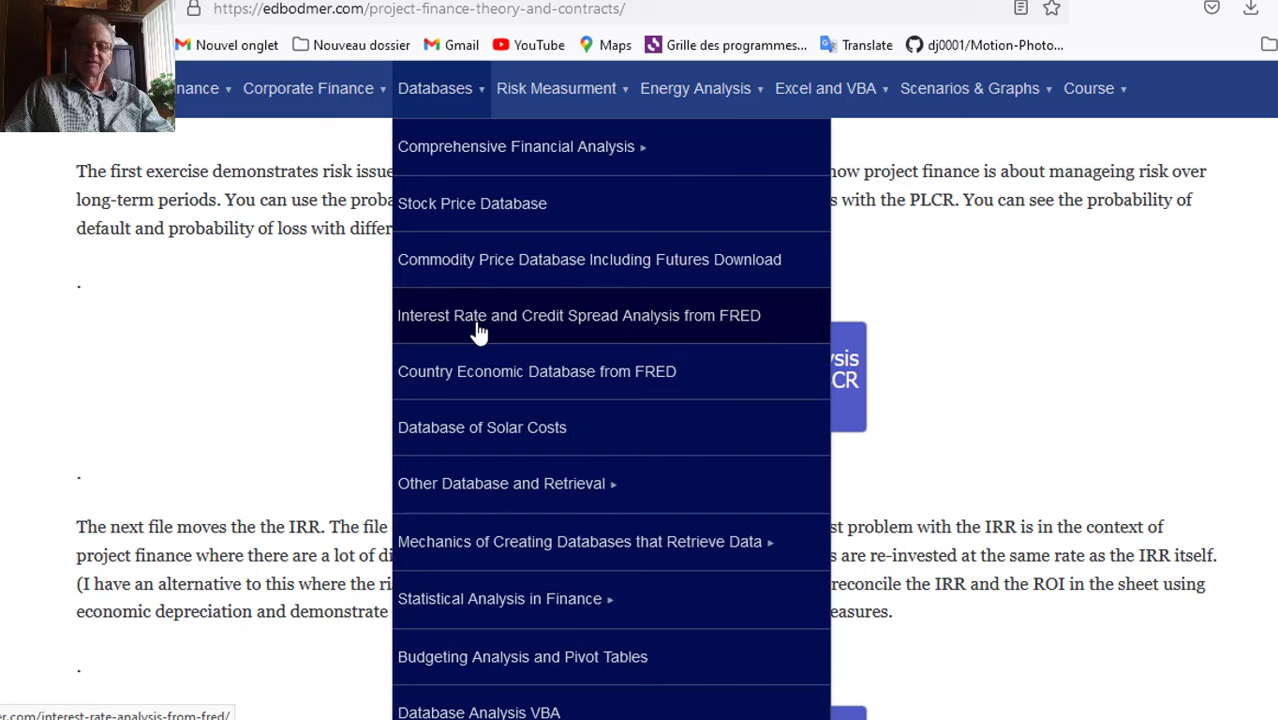 https://edbodmer.com/project-finance-theory-and-contracts/
Nouvel onglet Nouveau dossier Gmail YouTube Maps Grille des programmes... Translate dj0001/Motion-Photo...
nance Corporate Finance Databases Risk Measurment Energy Analysis Excel and VBA Scenarios & Graphs Course
Comprehensive Financial Analysis
Stock Price Database
Commodity Price Database Including Futures Download
Interest Rate and Credit Spread Analysis from FRED
Country Economic Database from FRED
Database of Solar Costs
Other Database and Retrieval
Mechanics of Creating Databases that Retrieve Data
Statistical Analysis in Finance
Budgeting Analysis and Pivot Tables
Database Analysis VBA
The first exercise demonstrates risk issue how project finance is about manageing risk over
long-term periods. You can use the proba s with the PLCR. You can see the probability of
default and probability of loss with differ
.
ysis
CR
.
The next file moves the the IRR. The file st problem with the IRR is in the context of
project finance where there are a lot of di s are re-invested at the same rate as the IRR itself.
(I have an alternative to this where the ri reconcile the IRR and the ROI in the sheet using
economic depreciation and demonstrate easures.
.
er.com/interest-rate-analysis-from-fred/